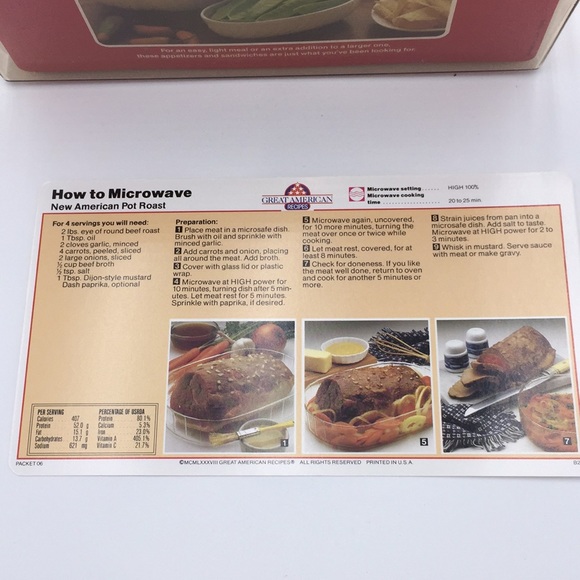 For an easy, light meal or an extra addition to a larger one,
these appetizers and sandwiches are just what you've been looking for.
How to Microwave
New American Pot Roast
GREAT AMERICAN
RECIPES
Microwave setting ...... HIGH 100%
Microwave cooking
time ...... 20 to 25 min
For 4 servings you will need:
2 lbs. eye of round beef roast
1 Tbsp. oil
2 cloves garlic, minced
4 carrots, peeled, sliced
2 large onions, sliced
½ cup beef broth
½ tsp. salt
1 Tbsp. Dijon-style mustard
Dash paprika, optional
Preparation:
1 Place meat in a microsafe dish.
Brush with oil and sprinkle with
minced garlic.
2 Add carrots and onion, placing
all around the meat. Add broth.
3 Cover with glass lid or plastic
wrap.
4 Microwave at HIGH power for
10 minutes, turning dish after 5 min-
utes. Let meat rest for 5 minutes.
Sprinkle with paprika, if desired.
5 Microwave again, uncovered,
for 10 more minutes, turning the
meat over once or twice while
cooking.
6 Let meat rest, covered, for at
least 8 minutes.
7 Check for doneness. If you like
the meat well done, return to oven
and cook for another 5 minutes or
more.
8 Strain juices from pan into a
microsafe dish. Add salt to taste.
Microwave at HIGH power for 2 to
3 minutes.
9 Whisk in mustard. Serve sauce
with meat or make gravy.
PER SERVING
Calories 407
Protein 52.0 g
Fat 15.1 g
Carbohydrates 13.7 g
Sodium 621 mg
PERCENTAGE OF USRDA
Protein 80.1%
Calcium 5.3%
Iron 23.0%
Vitamin A 405.1%
Vitamin C 21.7%
1
5
7
PACKET 06
©MCMLXXXVIII GREAT AMERICAN RECIPES® ALL RIGHTS RESERVED PRINTED IN U.S.A.